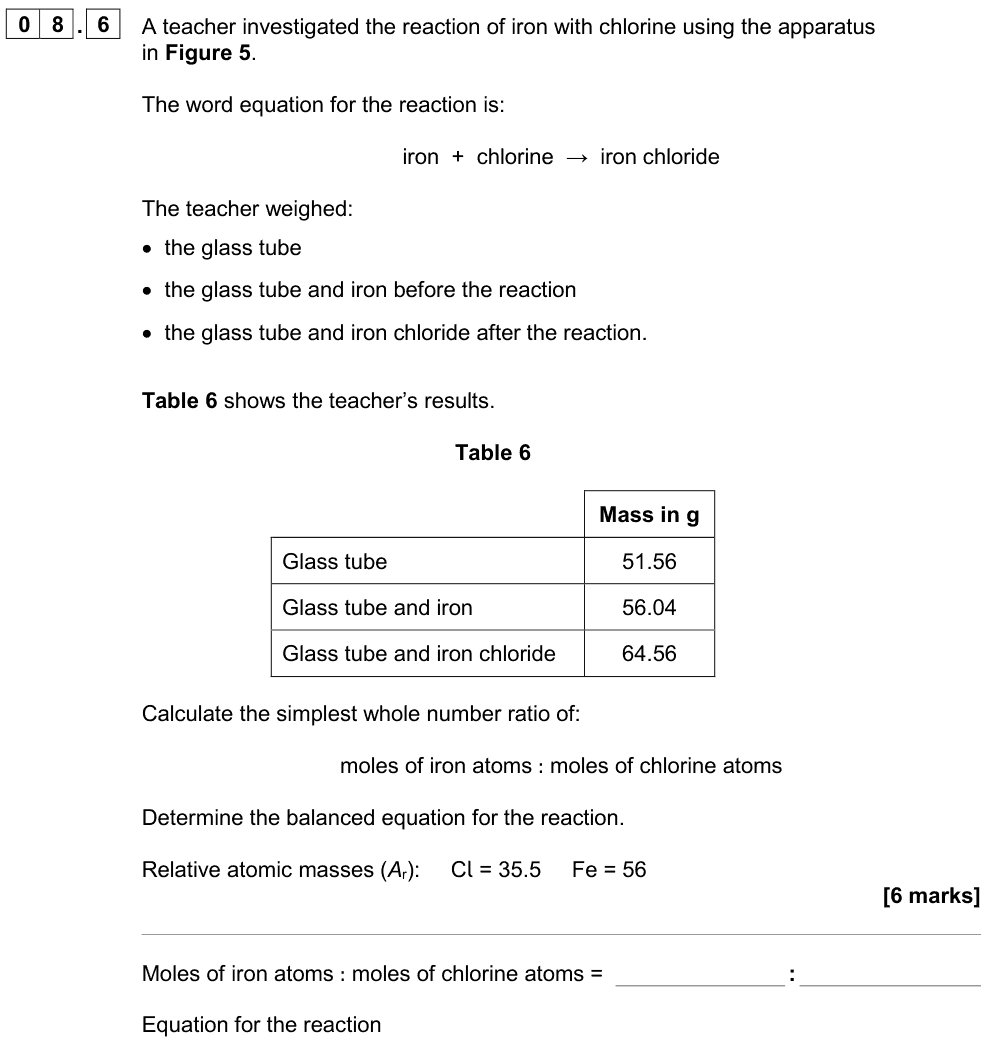 0 8 . 6 A teacher investigated the reaction of iron with chlorine using the apparatus
in Figure 5.
The word equation for the reaction is:
iron + chlorine → iron chloride
The teacher weighed:
• the glass tube
• the glass tube and iron before the reaction
• the glass tube and iron chloride after the reaction.
Table 6 shows the teacher’s results.
Table 6
Mass in g
Glass tube 51.56
Glass tube and iron 56.04
Glass tube and iron chloride 64.56
Calculate the simplest whole number ratio of:
moles of iron atoms : moles of chlorine atoms
Determine the balanced equation for the reaction.
Relative atomic masses (Ar): Cl = 35.5 Fe = 56
[6 marks]
Moles of iron atoms : moles of chlorine atoms = :
Equation for the reaction